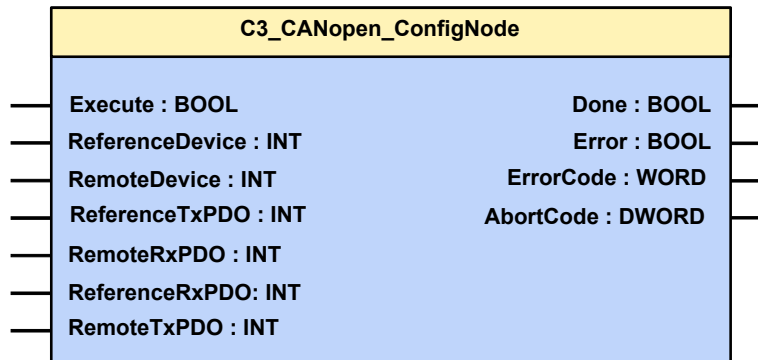 C3_CANopen_ConfigNode
Execute : BOOL Done : BOOL
ReferenceDevice : INT Error : BOOL
RemoteDevice : INT ErrorCode : WORD
ReferenceTxPDO : INT AbortCode : DWORD
RemoteRxPDO : INT
ReferenceRxPDO: INT
RemoteTxPDO : INT